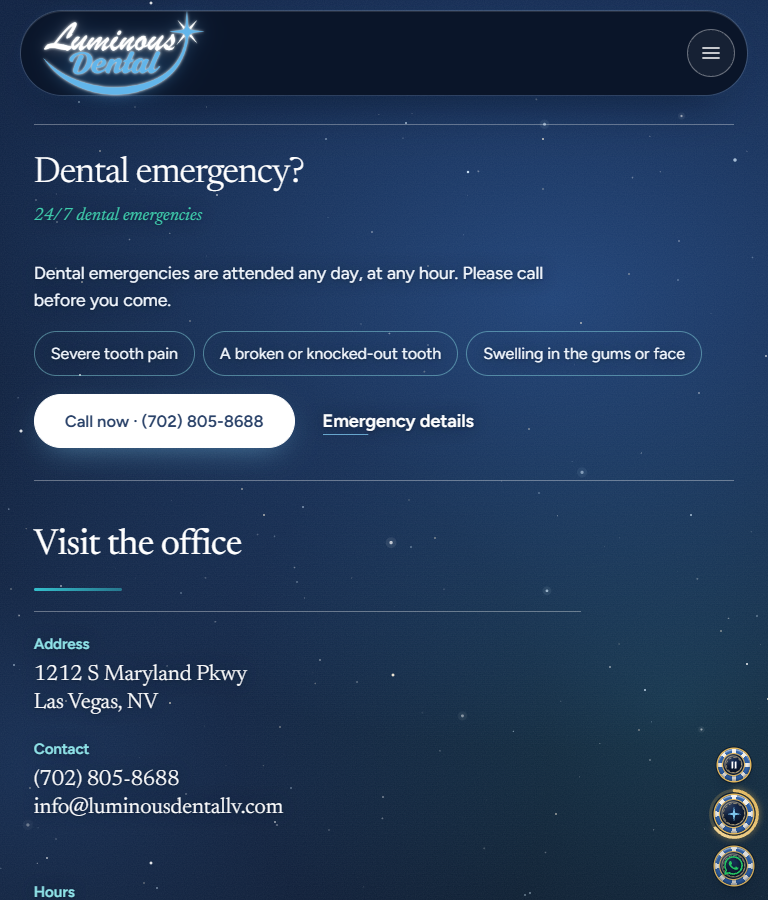 Luminous
Dental
Dental emergency?
24/7 dental emergencies
Dental emergencies are attended any day, at any hour. Please call
before you come.
Severe tooth pain
A broken or knocked-out tooth
Swelling in the gums or face
Call now · (702) 805-8688
Emergency details
Visit the office
Address
1212 S Maryland Pkwy
Las Vegas, NV
Contact
(702) 805-8688
info@luminousdentallv.com
Hours